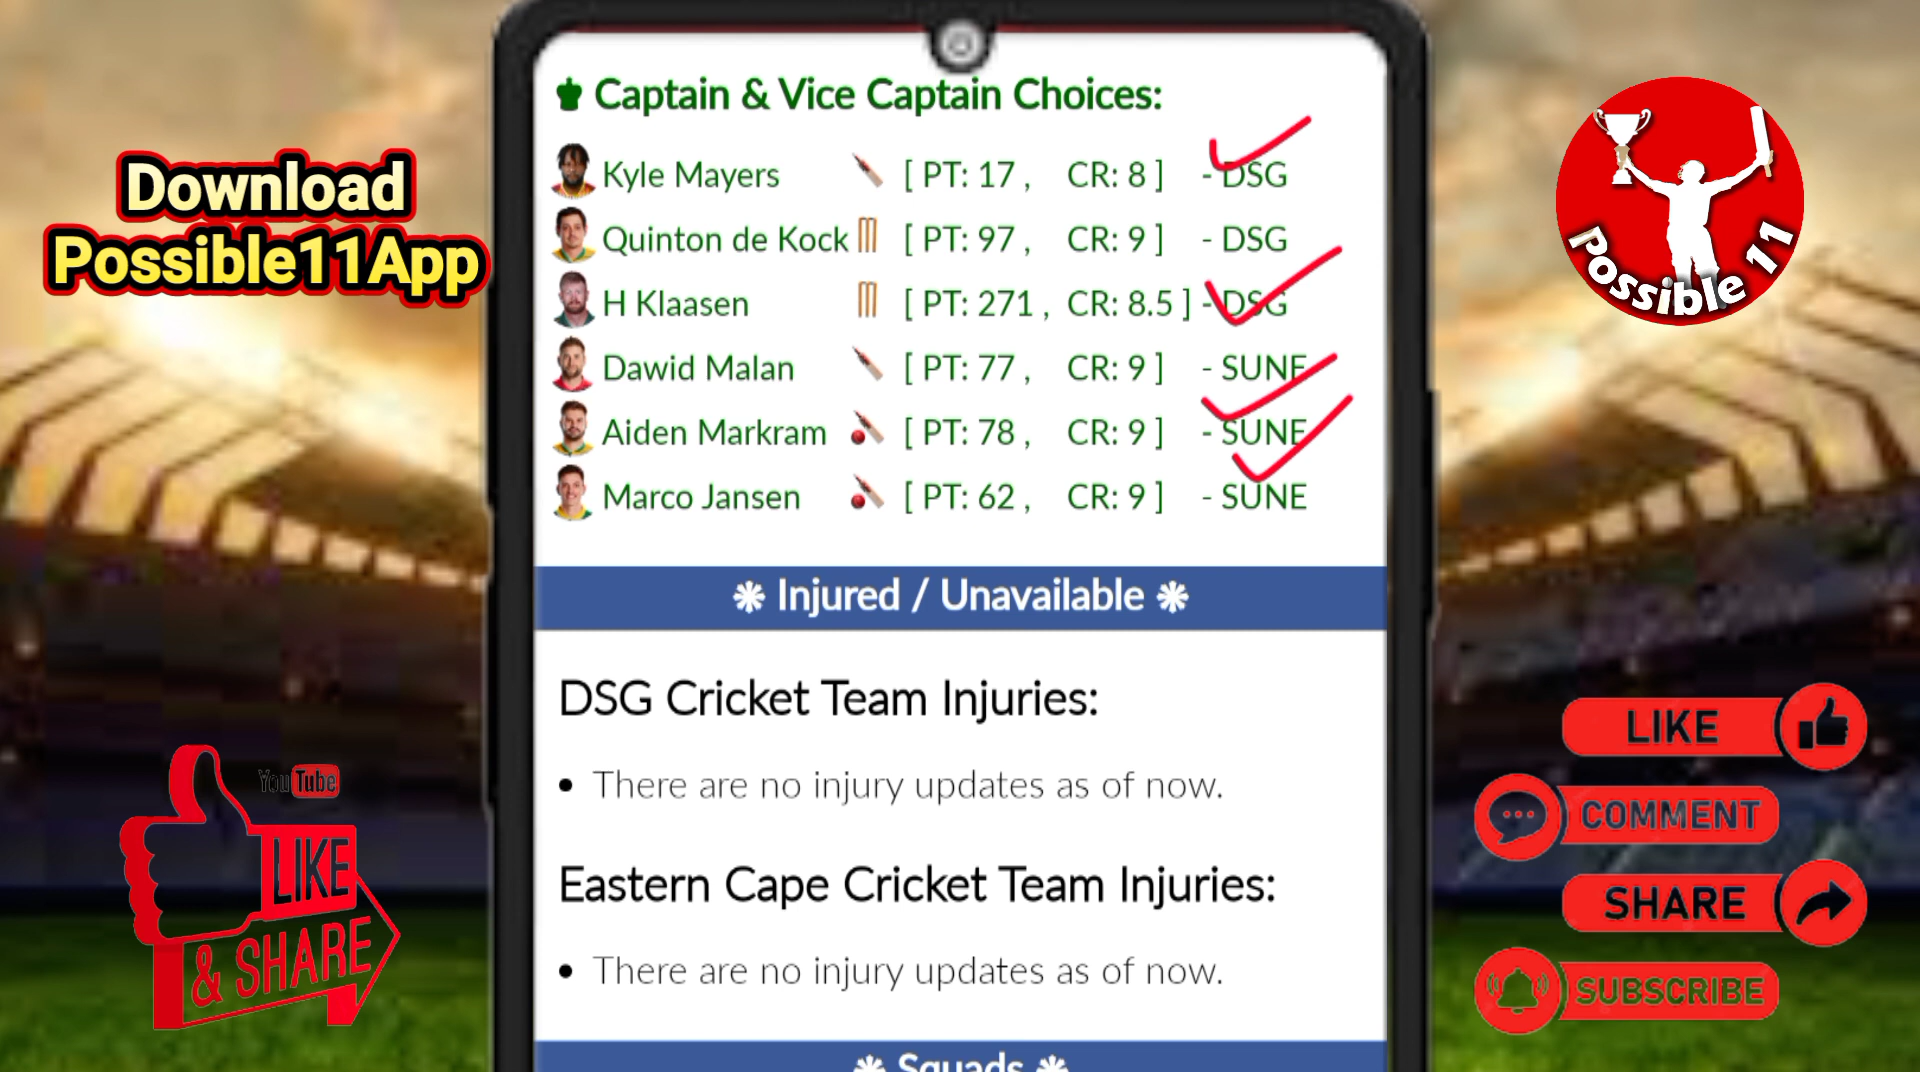 Captain & Vice Captain Choices:
Kyle Mayers [ PT: 17 , CR: 8 ] - DSG
Quinton de Kock [ PT: 97 , CR: 9 ] - DSG
H Klaasen [ PT: 271 , CR: 8.5 ] - DSG
Dawid Malan [ PT: 77 , CR: 9 ] - SUNE
Aiden Markram [ PT: 78 , CR: 9 ] - SUNE
Marco Jansen [ PT: 62 , CR: 9 ] - SUNE
Injured / Unavailable
DSG Cricket Team Injuries:
• There are no injury updates as of now.
Eastern Cape Cricket Team Injuries:
• There are no injury updates as of now.
Squads
Download
Possible11App
YouTube
LIKE
& SHARE
Possible 11
LIKE
COMMENT
SHARE
SUBSCRIBE